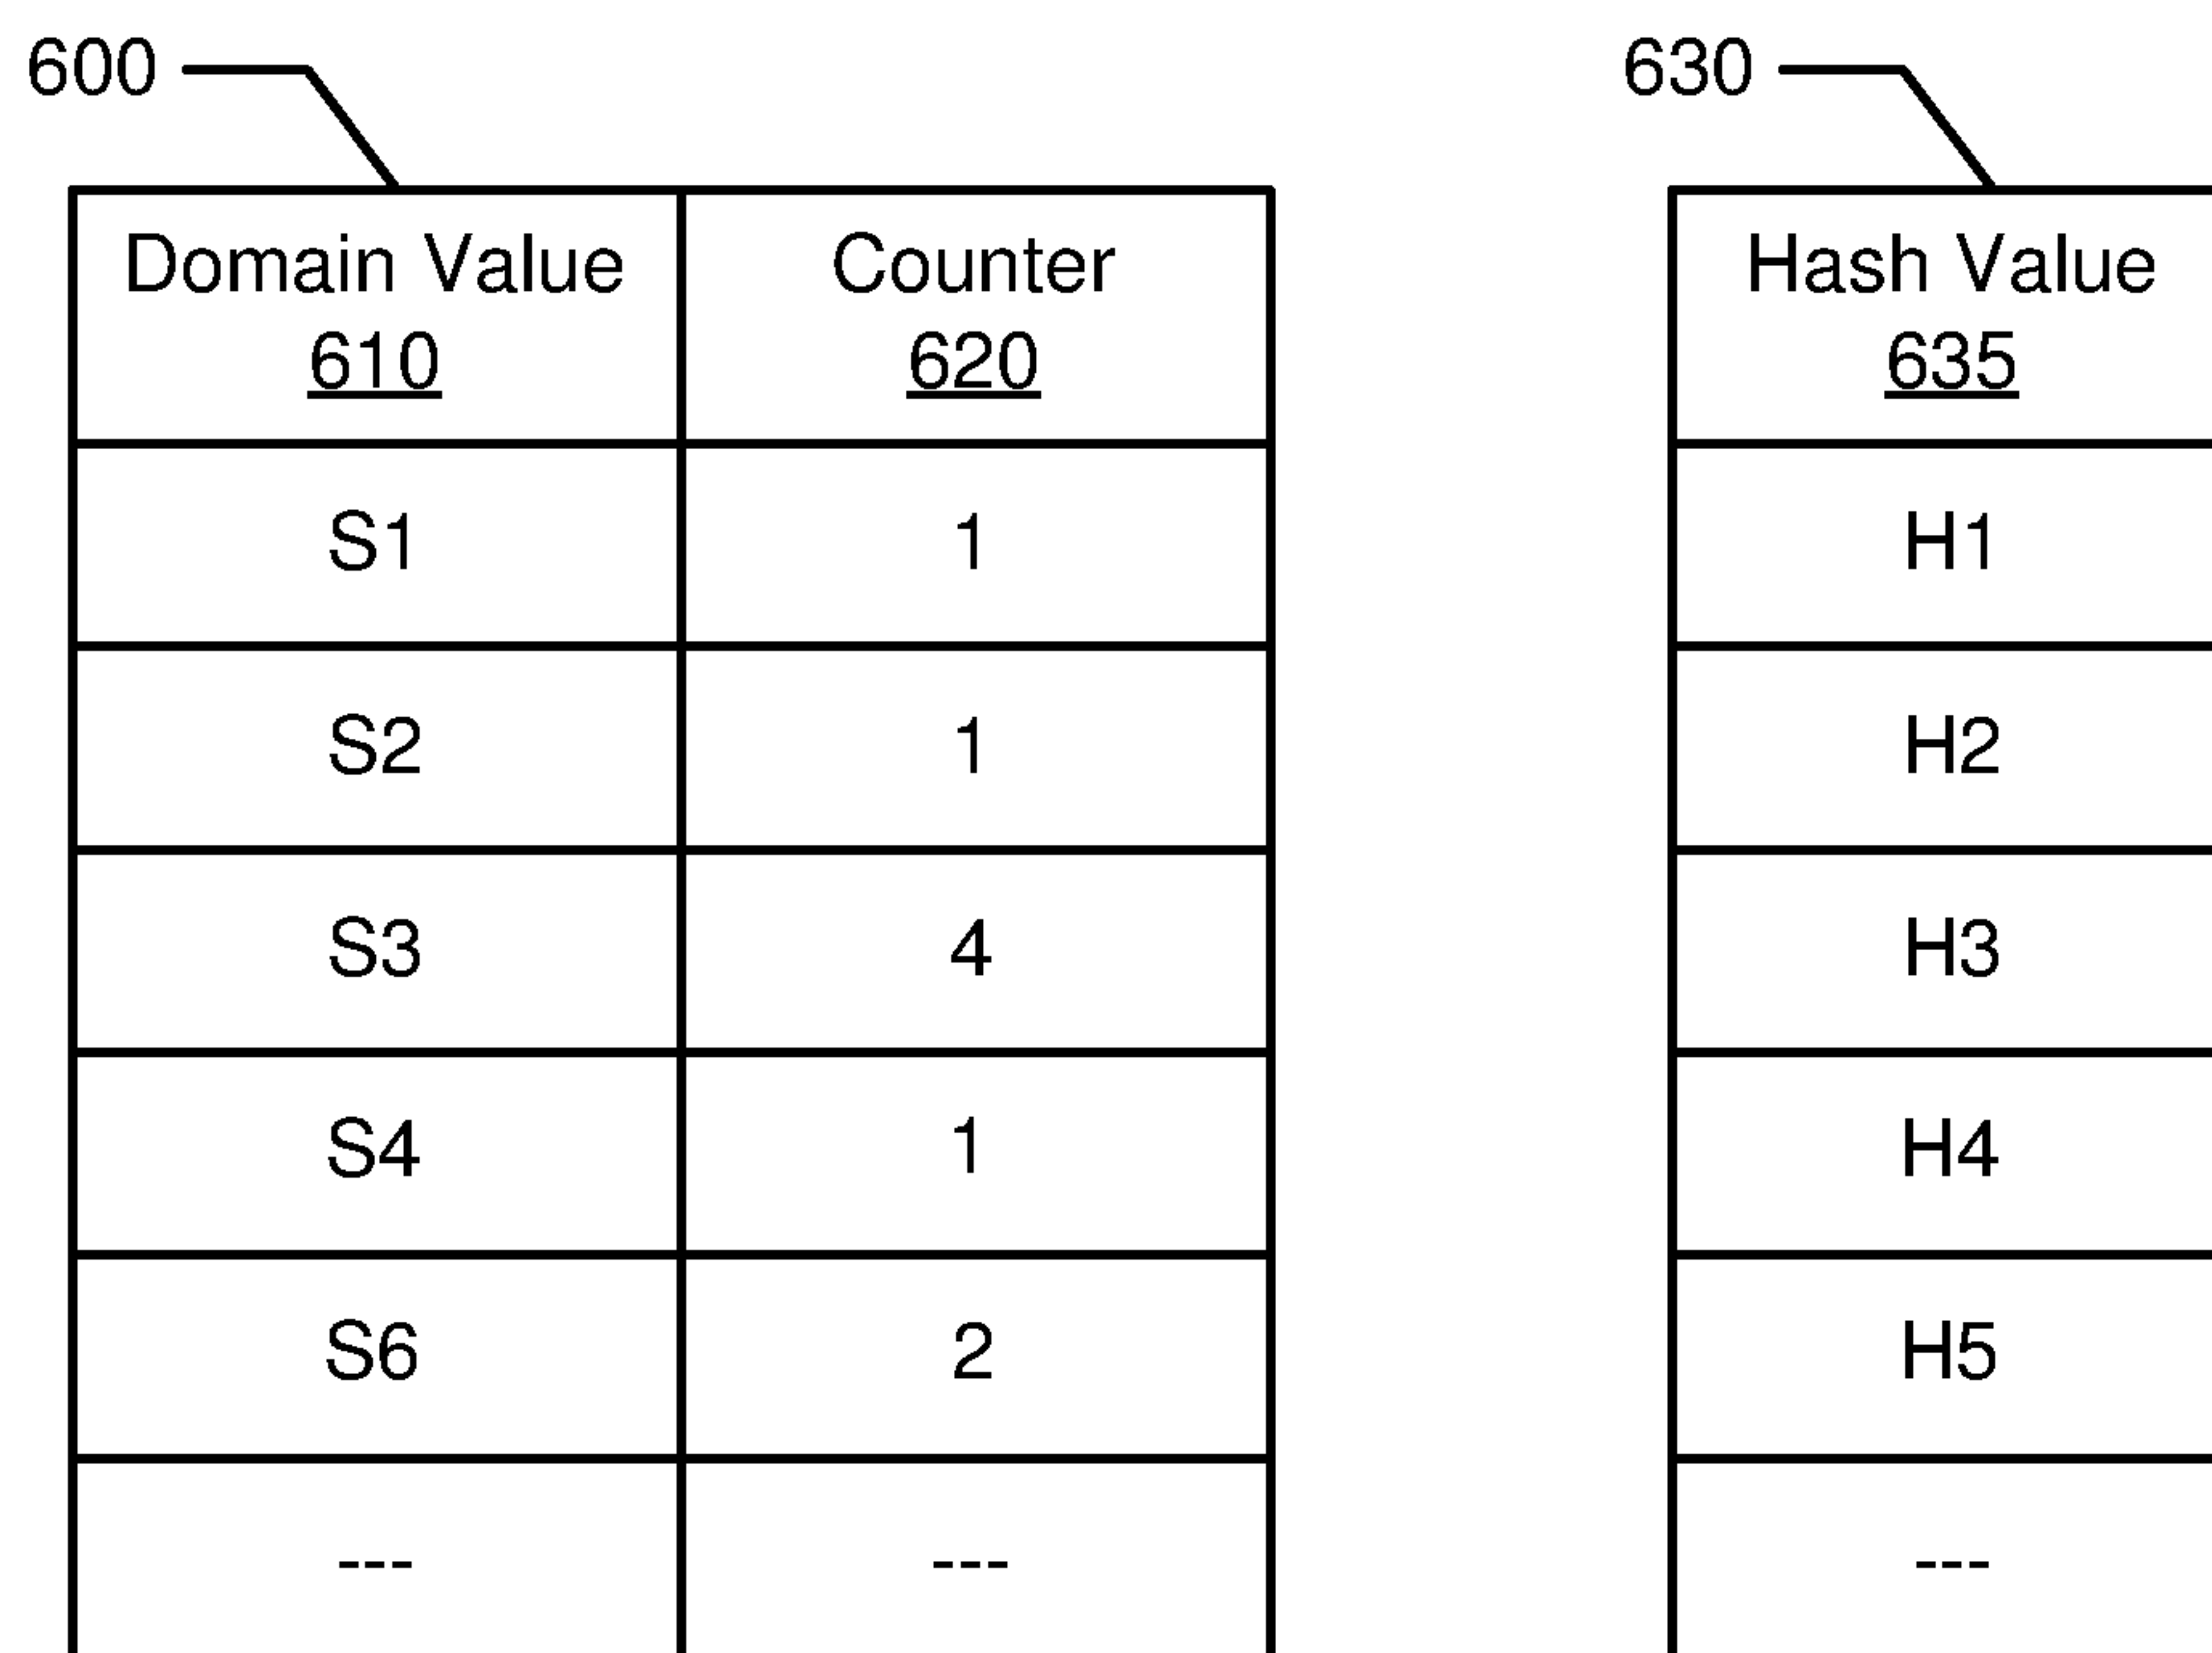 600
Domain Value
610
Counter
620
S1
1
S2
1
S3
4
S4
1
S6
2
---
---
630
Hash Value
635
H1
H2
H3
H4
H5
---